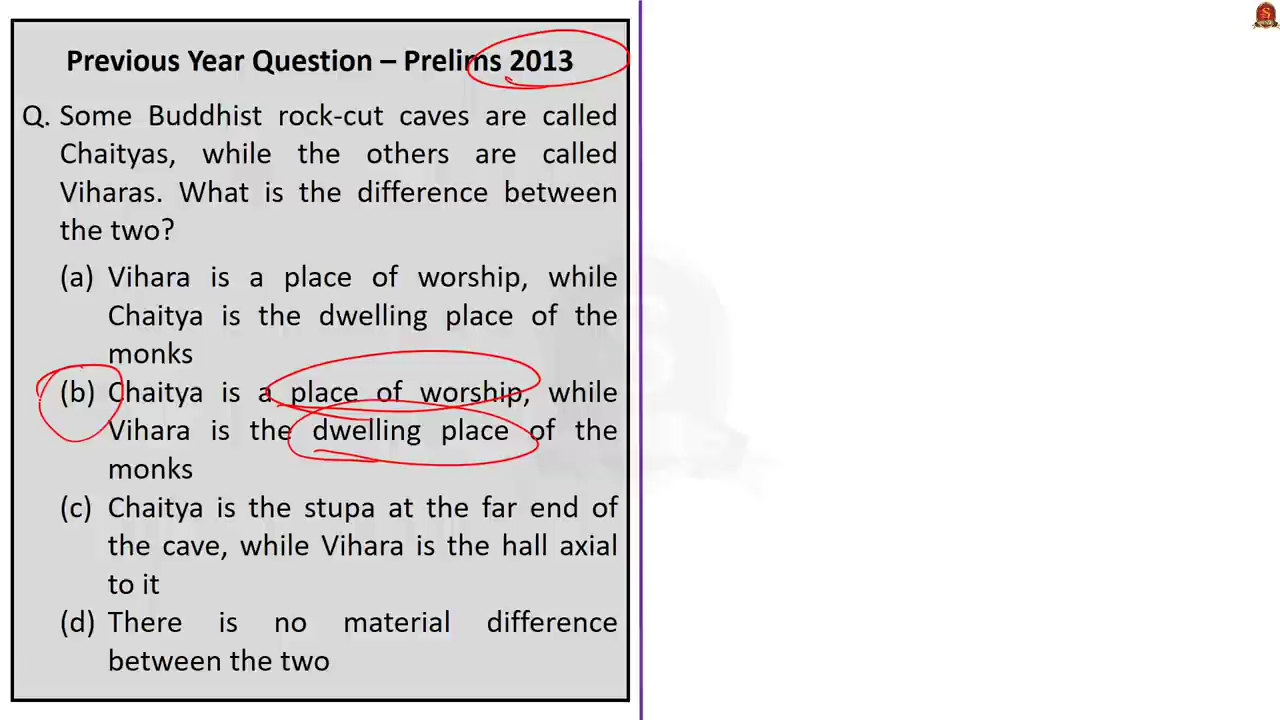 Previous Year Question – Prelims 2013
Q. Some Buddhist rock-cut caves are called
Chaityas, while the others are called
Viharas. What is the difference between
the two?
(a) Vihara is a place of worship, while
Chaitya is the dwelling place of the
monks
(b) Chaitya is a place of worship, while
Vihara is the dwelling place of the
monks
(c) Chaitya is the stupa at the far end of
the cave, while Vihara is the hall axial
to it
(d) There is no material difference
between the two